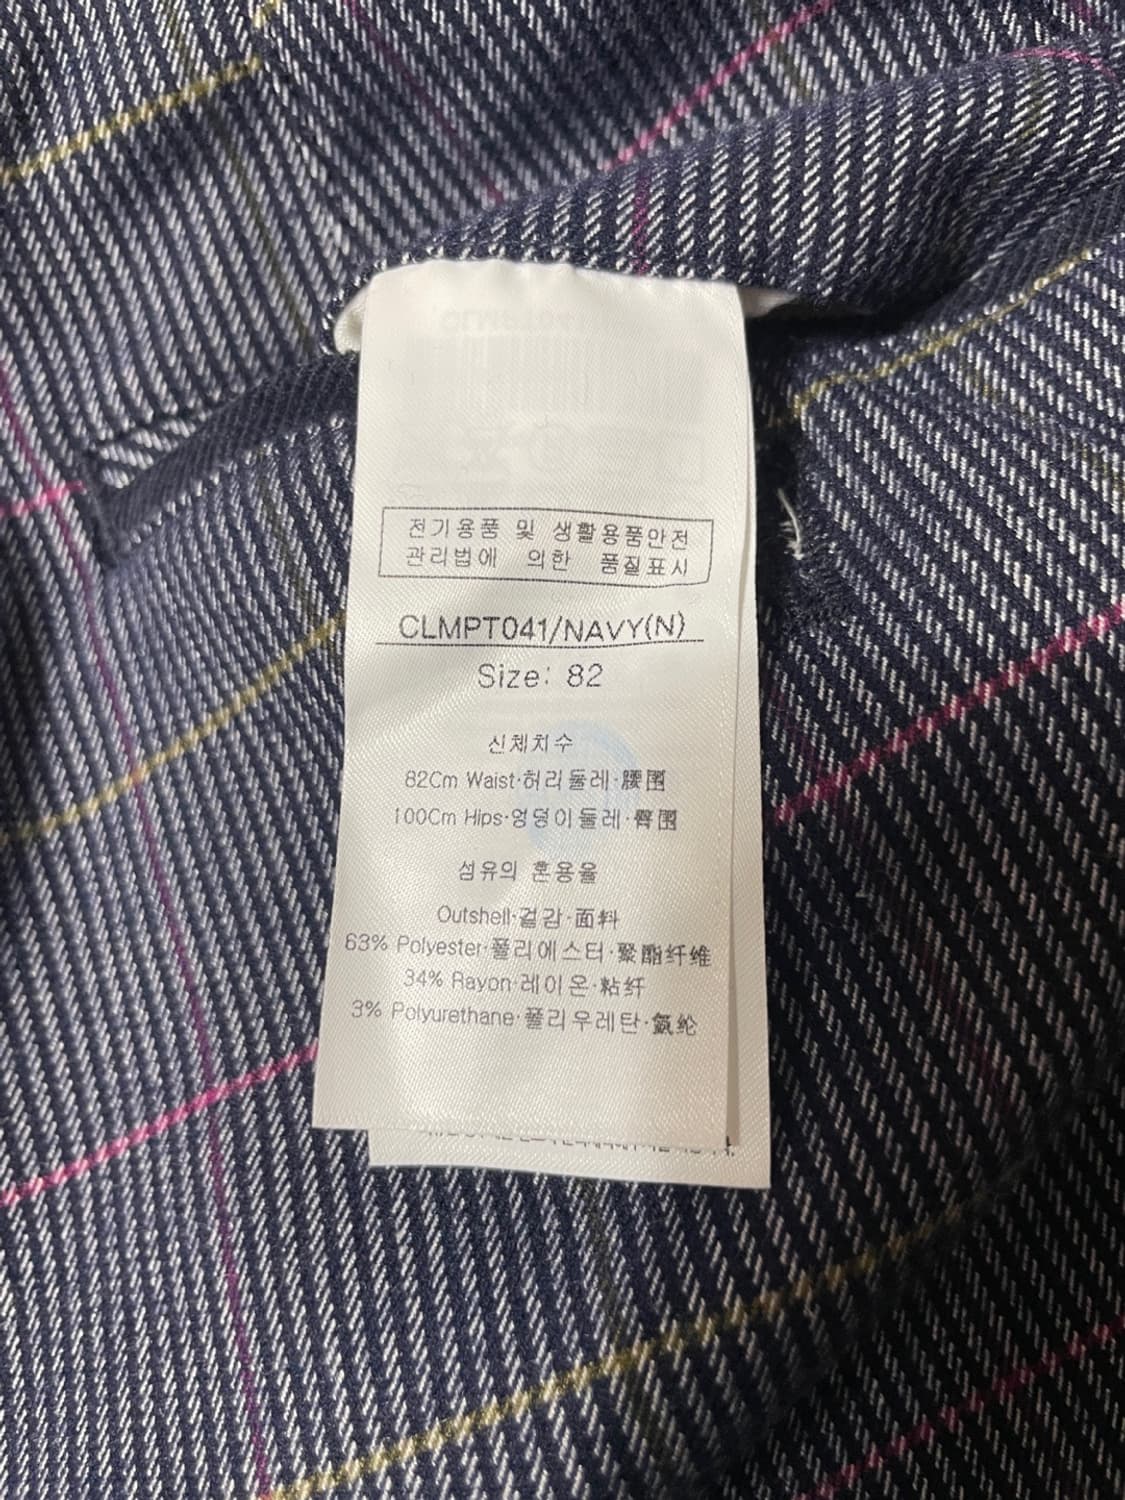 전기용품 및 생활용품안전
관리법에 의한 품질표시
CLMPT041/NAVY(N)
Size: 82
신체치수
82Cm Waist·허리둘레·腰围
100Cm Hips·엉덩이둘레·臀围
섬유의 혼용율
Outshell·겉감·面料
63% Polyester·폴리에스터·聚酯纤维
34% Rayon·레이온·粘纤
3% Polyurethane·폴리우레탄·氨纶